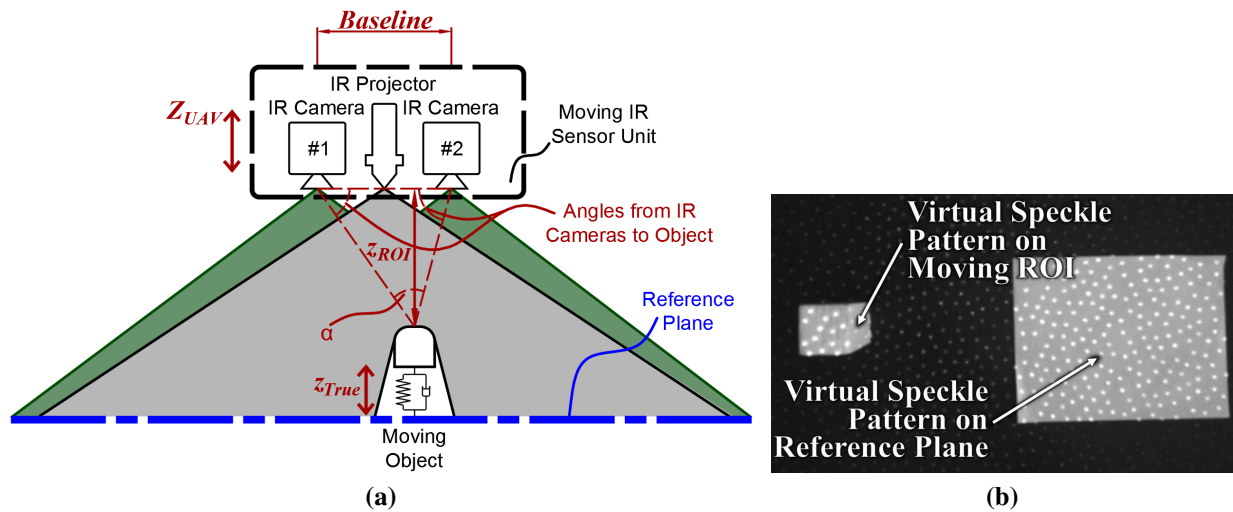 Baseline
IR Projector
IR Camera
IR Camera
Z_UAV
#1
#2
Moving IR
Sensor Unit
Angles from IR
Cameras to Object
z_ROI
α
Reference
Plane
z_True
Moving
Object
(a)
Virtual Speckle
Pattern on
Moving ROI
Virtual Speckle
Pattern on
Reference Plane
(b)